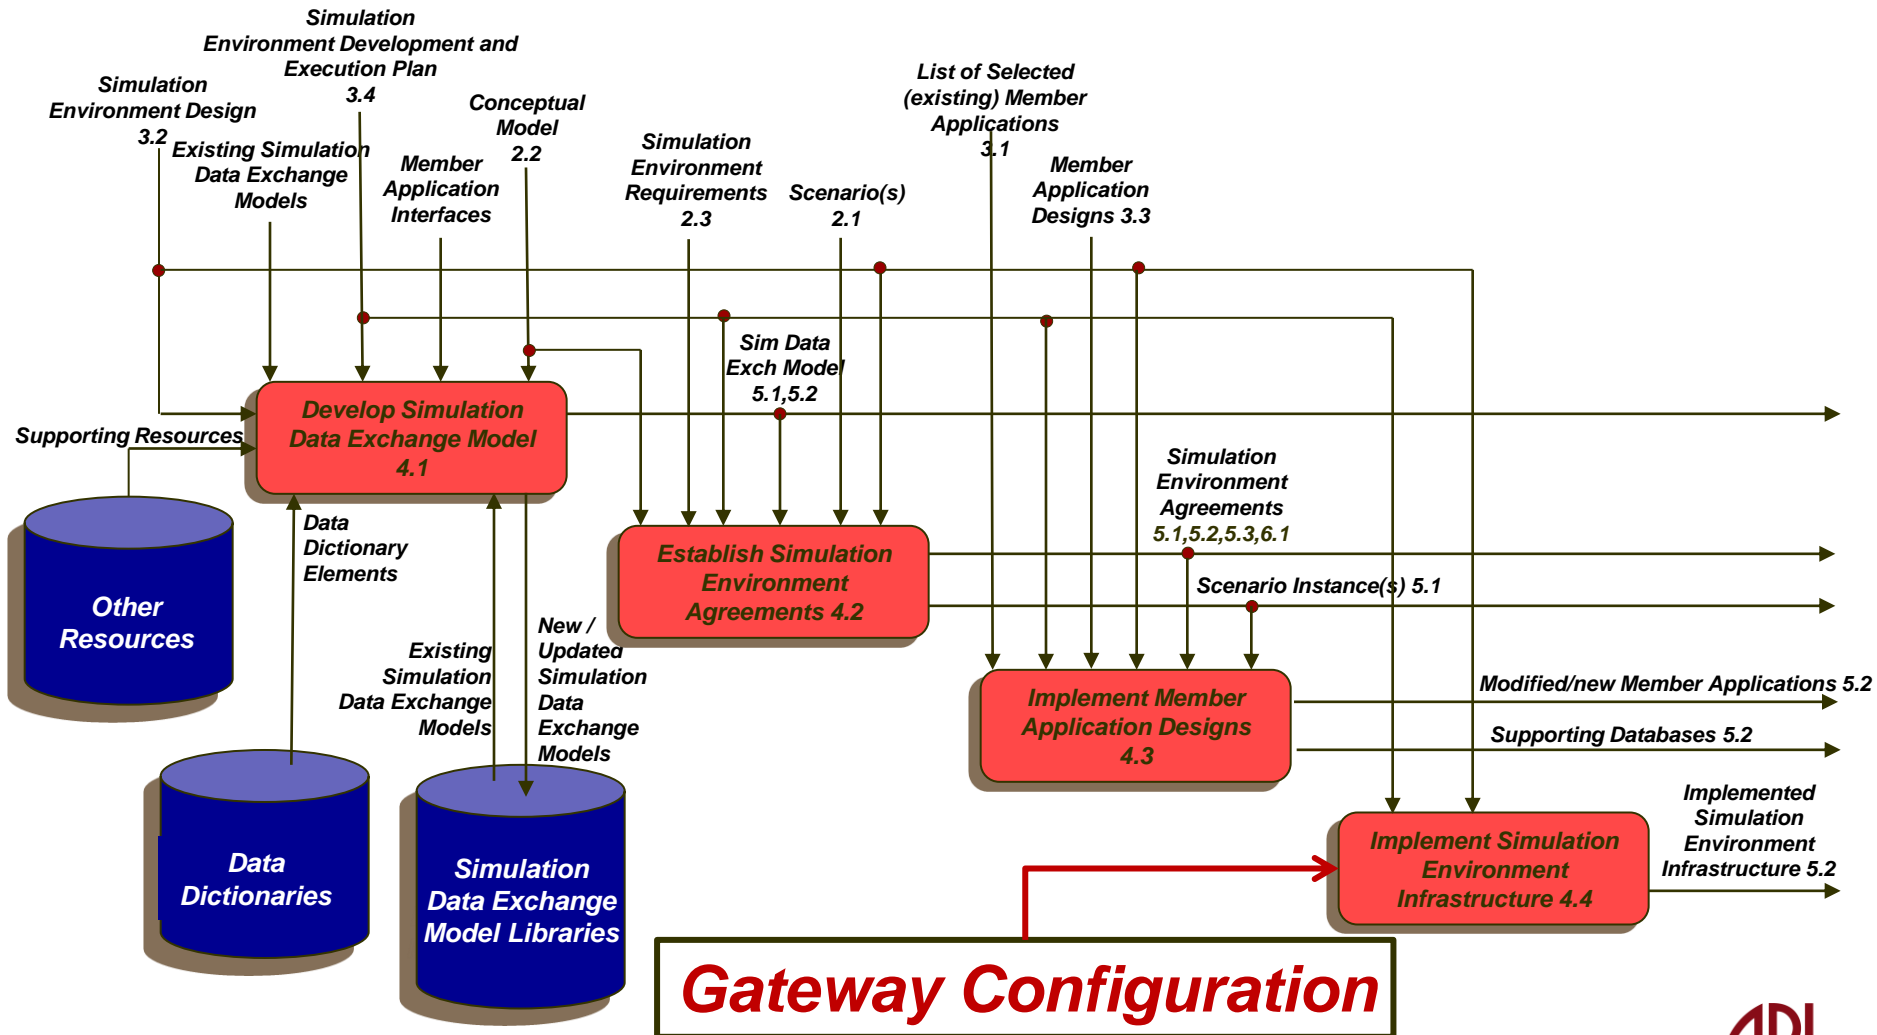 Simulation
Environment Development and
Execution Plan
3.4
Simulation
Environment Design
3.2
Existing Simulation
Data Exchange
Models
Member
Application
Interfaces
Conceptual
Model
2.2
Simulation
Environment
Requirements
2.3
Scenario(s)
2.1
List of Selected
(existing) Member
Applications
3.1
Member
Application
Designs 3.3
Sim Data
Exch Model
5.1,5.2
Develop Simulation
Data Exchange Model
4.1
Supporting Resources
Other
Resources
Data
Dictionary
Elements
Simulation
Environment
Agreements
5.1,5.2,5.3,6.1
Establish Simulation
Environment
Agreements 4.2
Scenario Instance(s) 5.1
Existing
Simulation
Data Exchange
Models
New /
Updated
Simulation
Data
Exchange
Models
Implement Member
Application Designs
4.3
Modified/new Member Applications 5.2
Supporting Databases 5.2
Data
Dictionaries
Simulation
Data Exchange
Model Libraries
Implement Simulation
Environment
Infrastructure 4.4
Implemented
Simulation
Environment
Infrastructure 5.2
Gateway Configuration
APL